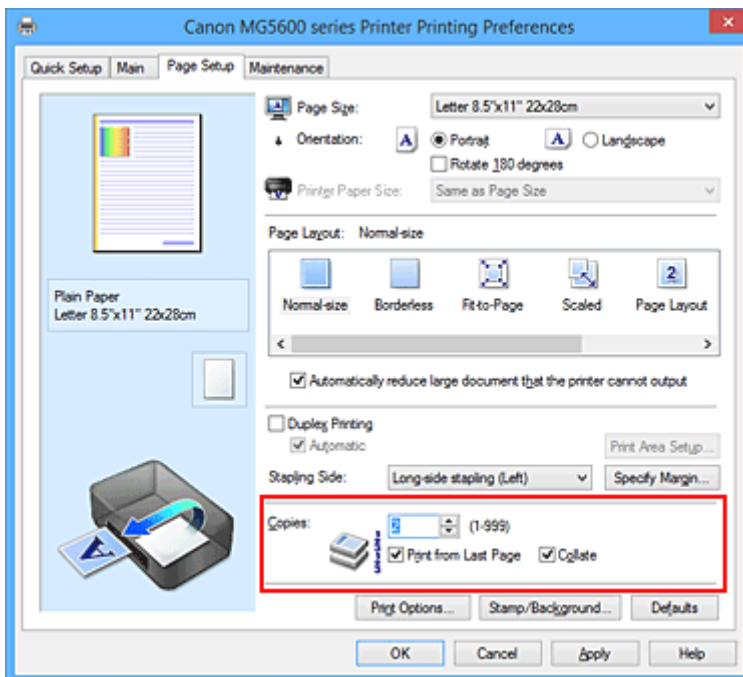 Canon MG5600 series Printer Printing Preferences
Quick Setup Main Page Setup Maintenance
Page Size: Letter 8.5"x11" 22x28cm
Orientation: A Portrait A Landscape
Rotate 180 degrees
Printer Paper Size: Same as Page Size
Page Layout: Normal-size
2
Normal-size Borderless Fit-to-Page Scaled Page Layout
Plain Paper
Letter 8.5"x11" 22x28cm
Automatically reduce large document that the printer cannot output
Duplex Printing
Automatic Print Area Setup...
Stapling Side: Long-side stapling (Left) Specify Margin...
Copies: 2 (1-999)
Print from Last Page Collate
A
Print Options... Stamp/Background... Defaults
OK Cancel Apply Help